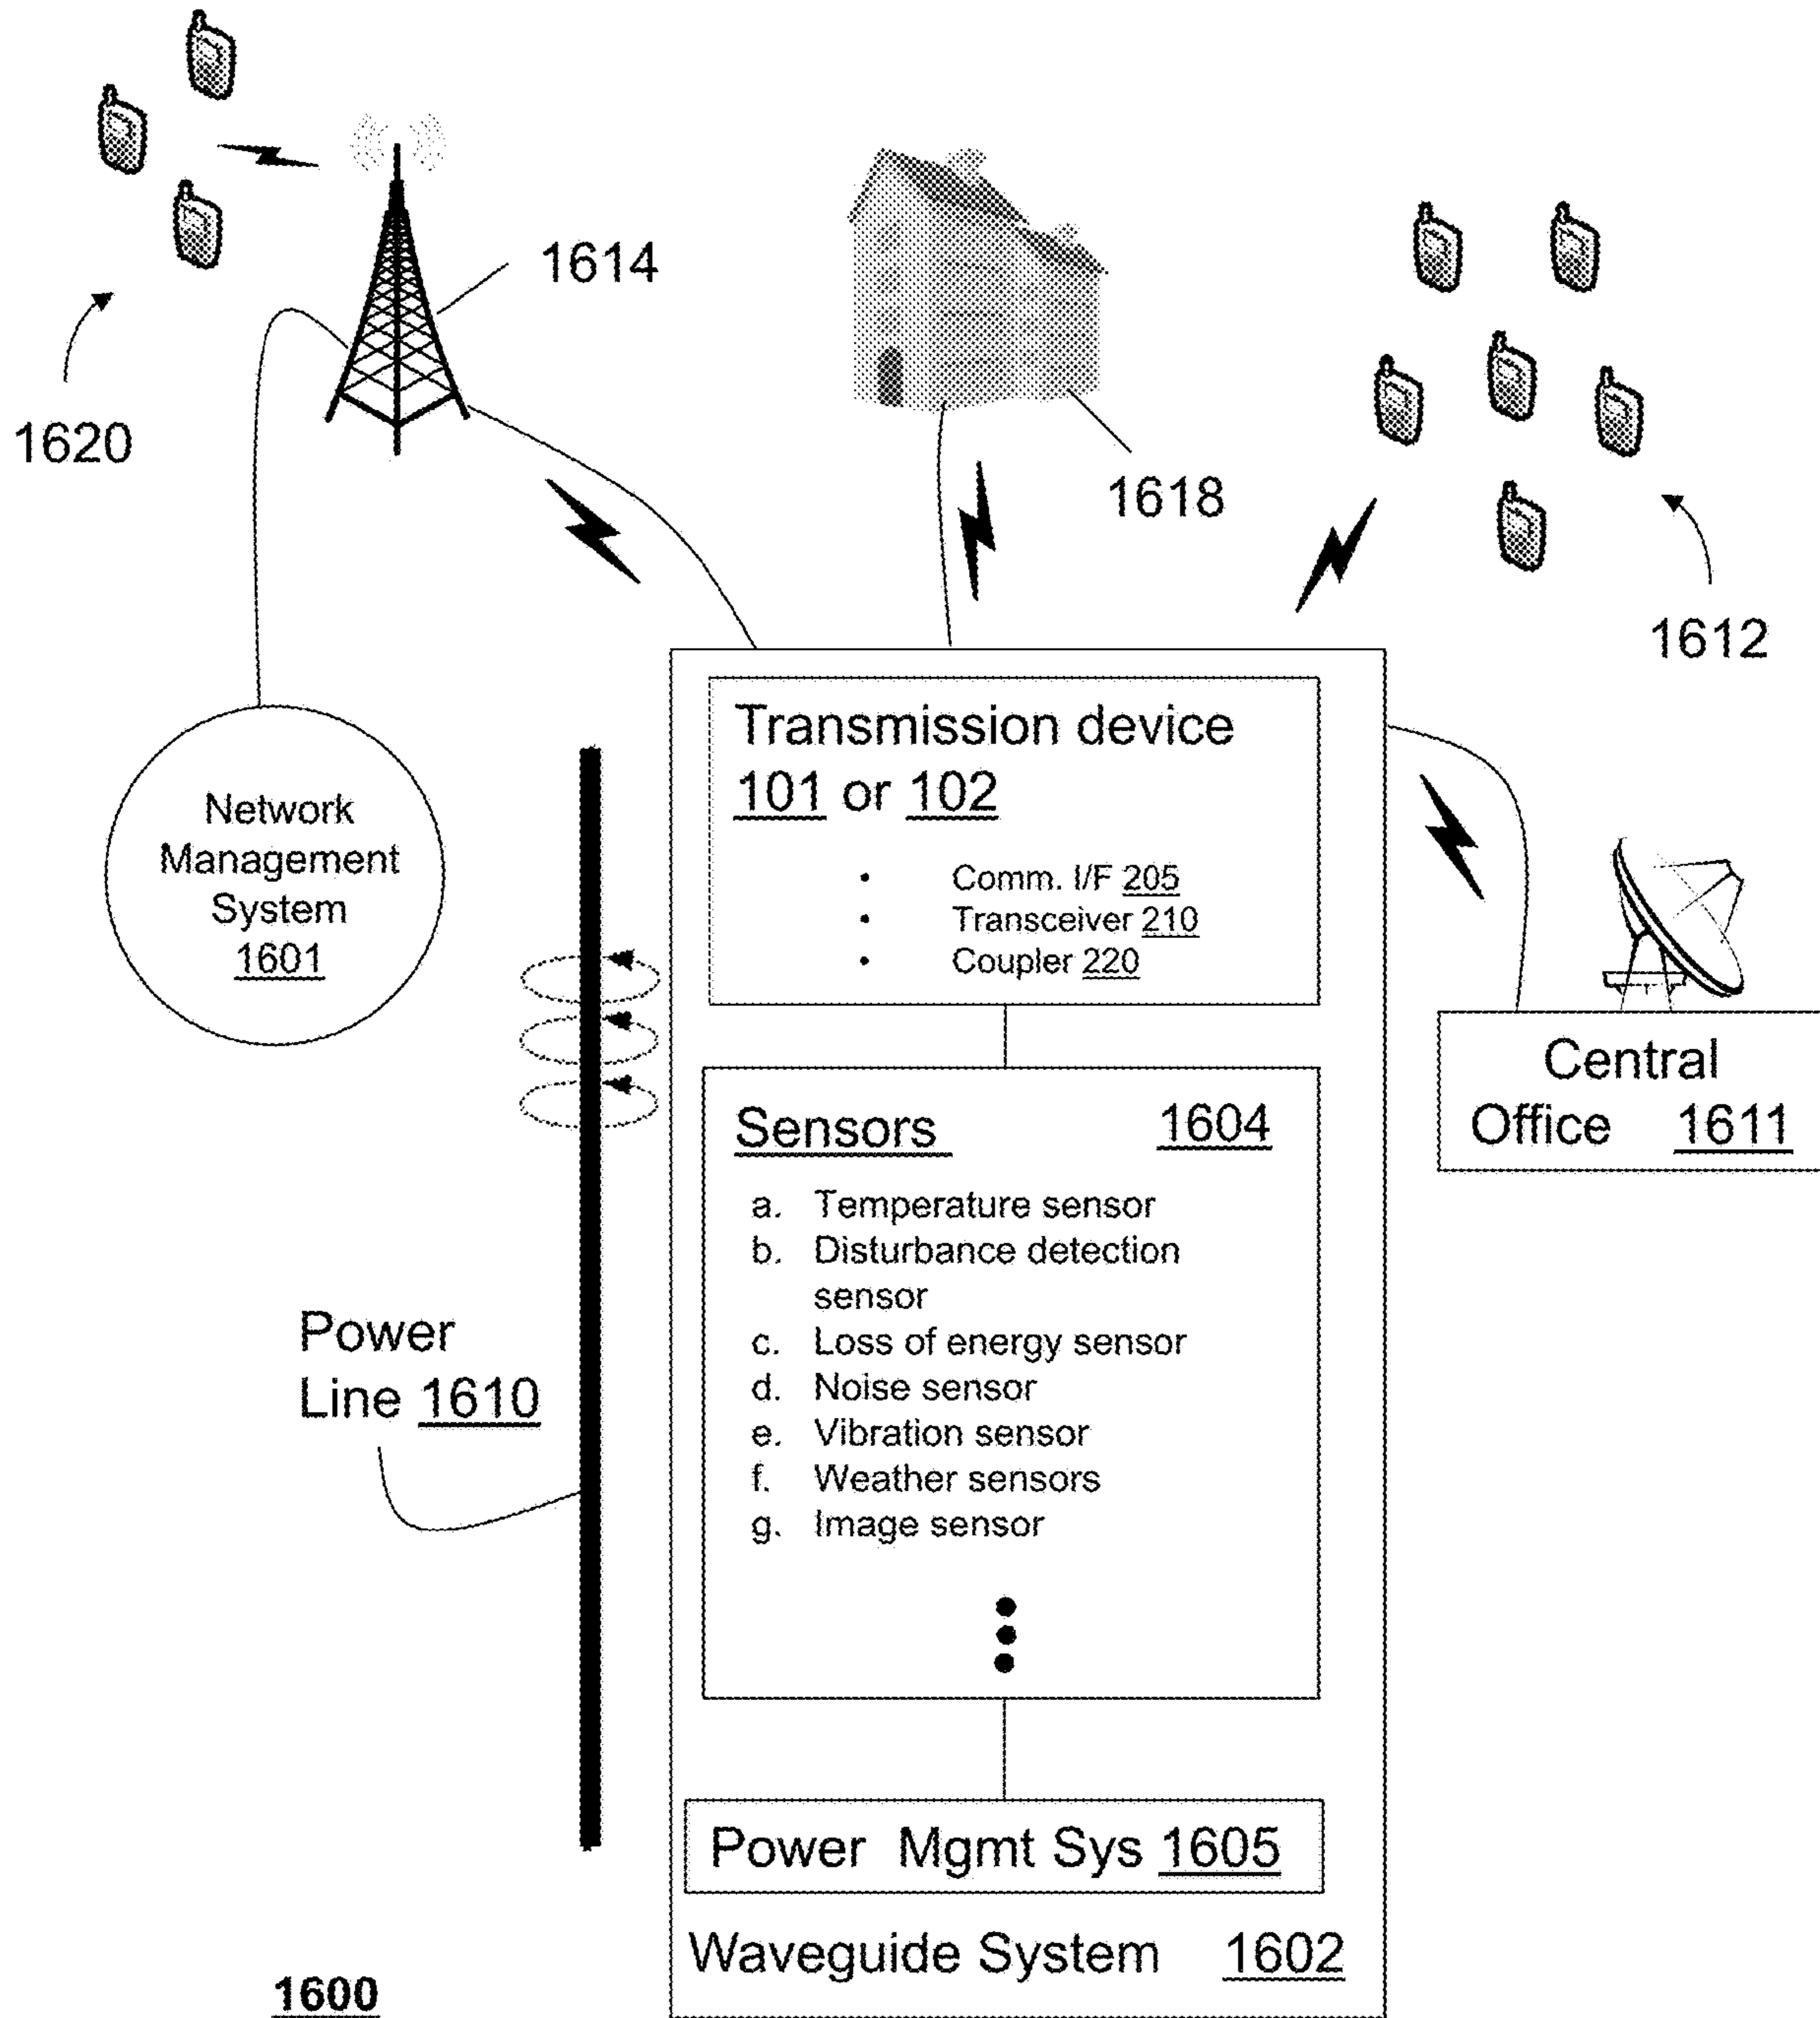 1614
1620
1618
1612
Network
Management
System
1601
Transmission device
101 or 102
• Comm. I/F 205
• Transceiver 210
• Coupler 220
Central
Office 1611
Sensors 1604
a. Temperature sensor
b. Disturbance detection
sensor
c. Loss of energy sensor
d. Noise sensor
e. Vibration sensor
f. Weather sensors
g. Image sensor
Power
Line 1610
Power Mgmt Sys 1605
Waveguide System 1602
1600